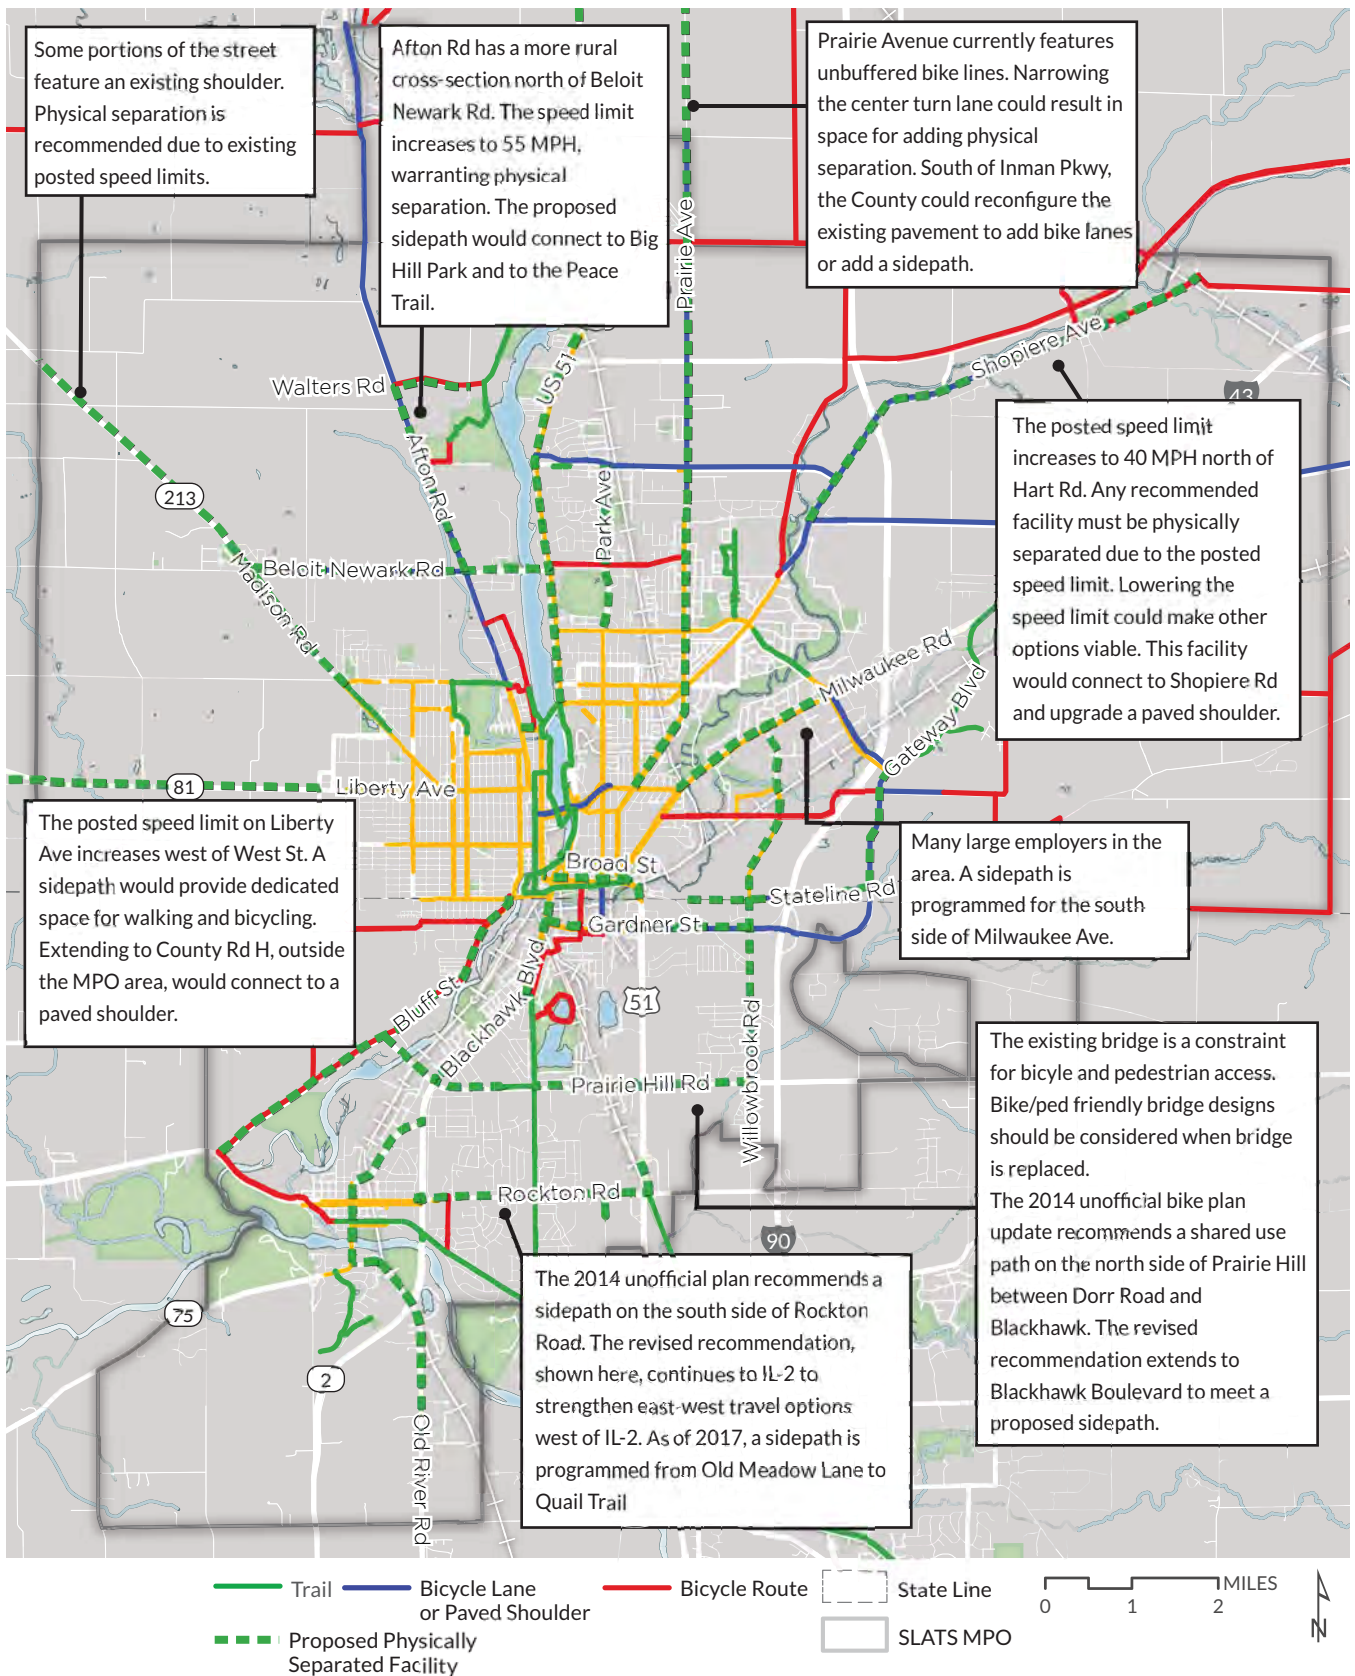 Some portions of the street
feature an existing shoulder.
Physical separation is
recommended due to existing
posted speed limits.
Afton Rd has a more rural
cross-section north of Beloit
Newark Rd. The speed limit
increases to 55 MPH,
warranting physical
separation. The proposed
sidepath would connect to Big
Hill Park and to the Peace
Trail.
Prairie Avenue currently features
unbuffered bike lines. Narrowing
the center turn lane could result in
space for adding physical
separation. South of Inman Pkwy,
the County could reconfigure the
existing pavement to add bike lanes
or add a sidepath.
Prairie Ave
US 51
Shopiere Ave
Walters Rd
43
Afton Rd
Park Ave
213
The posted speed limit
increases to 40 MPH north of
Hart Rd. Any recommended
facility must be physically
separated due to the posted
speed limit. Lowering the
speed limit could make other
options viable. This facility
would connect to Shopiere Rd
and upgrade a paved shoulder.
Beloit Newark Rd
Madison Rd
Milwaukee Rd
Gateway Blvd
81
Liberty Ave
The posted speed limit on Liberty
Ave increases west of West St. A
sidepath would provide dedicated
space for walking and bicycling.
Extending to County Rd H, outside
the MPO area, would connect to a
paved shoulder.
Many large employers in the
area. A sidepath is
programmed for the south
side of Milwaukee Ave.
Broad St
Stateline Rd
Gardner St
Bluff St
Blackhawk Blvd
51
Willowbrook Rd
Prairie Hill Rd
The existing bridge is a constraint
for bicyle and pedestrian access.
Bike/ped friendly bridge designs
should be considered when bridge
is replaced.
The 2014 unofficial bike plan
update recommends a shared use
path on the north side of Prairie Hill
between Dorr Road and
Blackhawk. The revised
recommendation extends to
Blackhawk Boulevard to meet a
proposed sidepath.
Rockton Rd
90
The 2014 unofficial plan recommends a
sidepath on the south side of Rockton
Road. The revised recommendation,
shown here, continues to IL-2 to
strengthen east-west travel options
west of IL-2. As of 2017, a sidepath is
programmed from Old Meadow Lane to
Quail Trail
75
2
Old River Rd
Trail
Bicycle Lane
or Paved Shoulder
Bicycle Route
State Line
SLATS MPO
Proposed Physically
Separated Facility
MILES
0 1 2
N